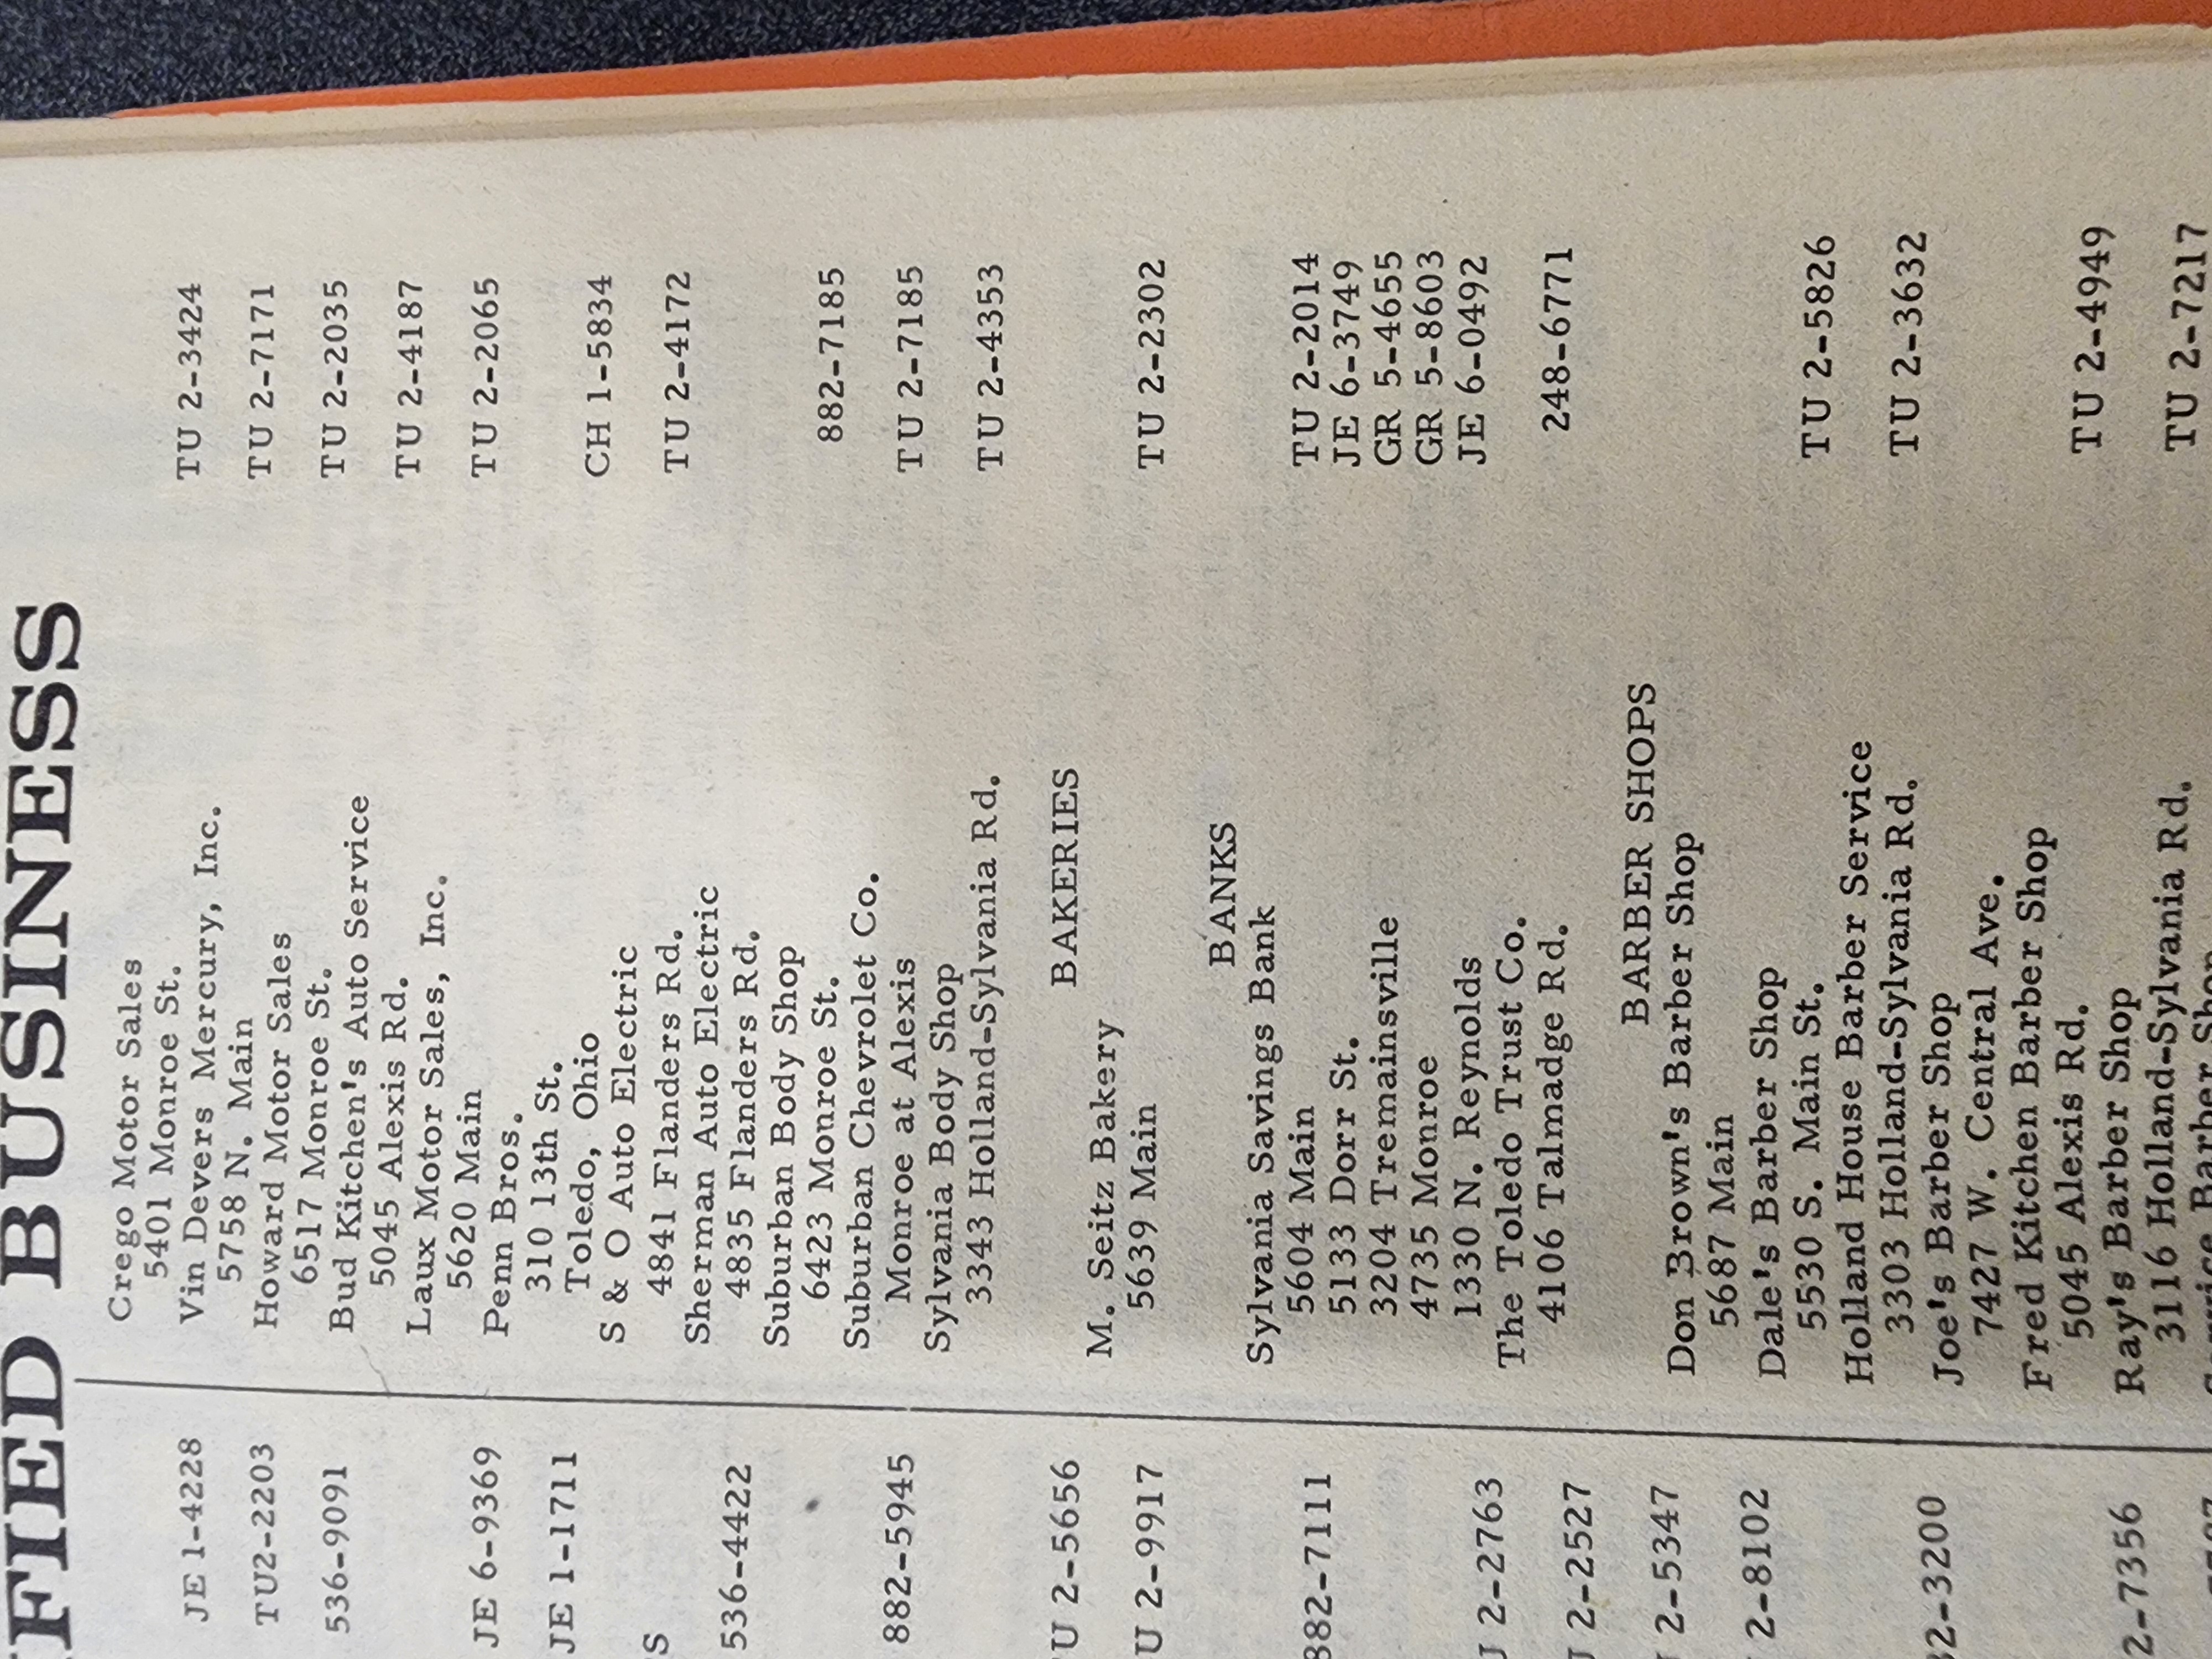 FIED BUSINESS
JE 1-4228
TU2-2203
536-9091
JE 6-9369
JE 1-1711
S
536-4422
882-5945
U 2-5656
U 2-9917
882-7111
2-2763
2-2527
2-5347
2-8102
2-3200
2-7356
Crego Motor Sales
5401 Monroe St. TU 2-3424
Vin Devers Mercury, Inc.
5758 N. Main TU 2-7171
Howard Motor Sales
6517 Monroe St. TU 2-2035
Bud Kitchen's Auto Service
5045 Alexis Rd. TU 2-4187
Laux Motor Sales, Inc.
5620 Main TU 2-2065
Penn Bros.
310 13th St.
Toledo, Ohio CH 1-5834
S & O Auto Electric
4841 Flanders Rd. TU 2-4172
Sherman Auto Electric
4835 Flanders Rd.
Suburban Body Shop
6423 Monroe St. 882-7185
Suburban Chevrolet Co.
Monroe at Alexis TU 2-7185
Sylvania Body Shop
3343 Holland-Sylvania Rd. TU 2-4353
BAKERIES
M. Seitz Bakery
5639 Main TU 2-2302
BANKS
Sylvania Savings Bank
5604 Main TU 2-2014
5133 Dorr St. JE 6-3749
3204 Tremainsville GR 5-4655
4735 Monroe GR 5-8603
1330 N. Reynolds JE 6-0492
The Toledo Trust Co.
4106 Talmadge Rd. 248-6771
BARBER SHOPS
Don Brown's Barber Shop
5687 Main
Dale's Barber Shop
5530 S. Main St. TU 2-5826
Holland House Barber Service
3303 Holland-Sylvania Rd. TU 2-3632
Joe's Barber Shop
7427 W. Central Ave.
Fred Kitchen Barber Shop
5045 Alexis Rd. TU 2-4949
Ray's Barber Shop
3116 Holland-Sylvania Rd. TU 2-7217
Barber Shop